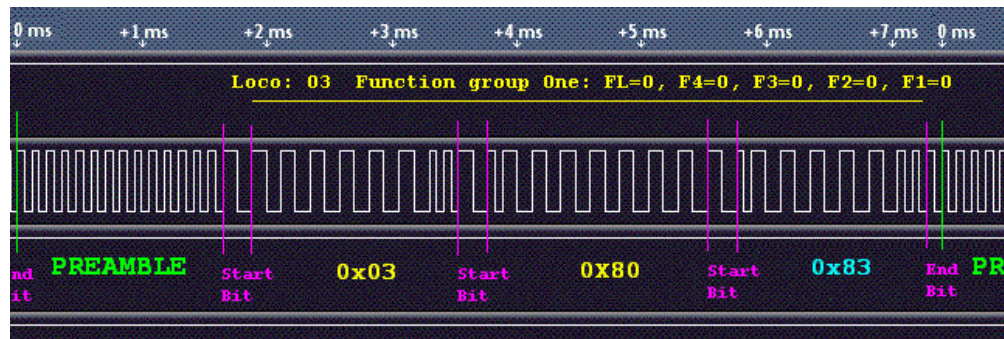 0 ms +1 ms +2 ms +3 ms +4 ms +5 ms +6 ms +7 ms 0 ms
Loco: 03 Function group One: FL=0, F4=0, F3=0, F2=0, F1=0
nd PREAMBLE Start 0x03 Start 0X80 Start 0x83 End PR
it Bit Bit Bit Bit